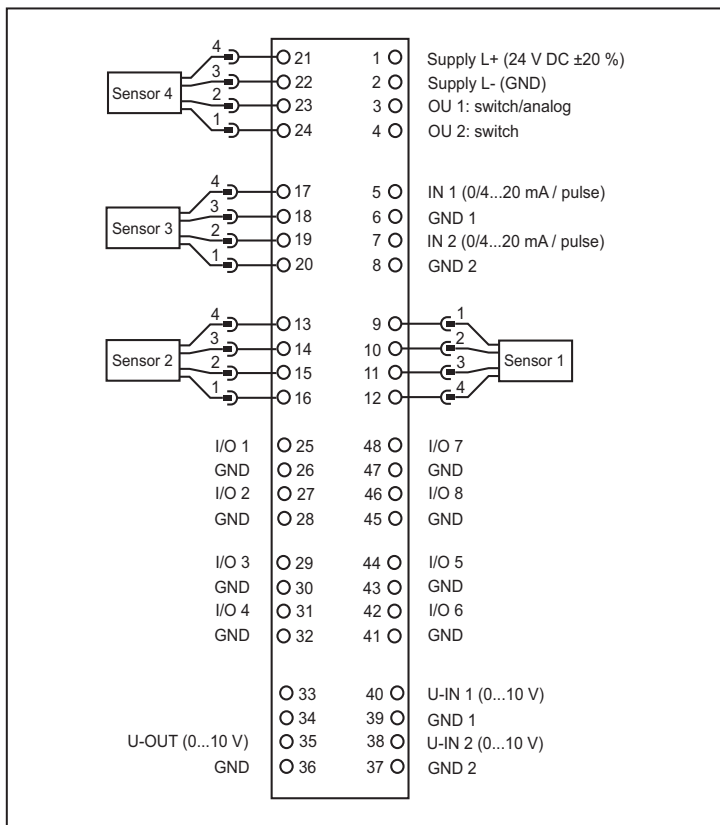 4 21 1 Supply L+ (24 V DC ±20 %)
3 22 2 Supply L- (GND)
Sensor 4
2 23 3 OU 1: switch/analog
1 24 4 OU 2: switch
4 17 5 IN 1 (0/4...20 mA / pulse)
3 18 6 GND 1
Sensor 3
2 19 7 IN 2 (0/4...20 mA / pulse)
1 20 8 GND 2
4 13 9 1
3 14 10 2
Sensor 2 Sensor 1
2 15 11 3
1 16 12 4
I/O 1 25 48 I/O 7
GND 26 47 GND
I/O 2 27 46 I/O 8
GND 28 45 GND
I/O 3 29 44 I/O 5
GND 30 43 GND
I/O 4 31 42 I/O 6
GND 32 41 GND
33 40 U-IN 1 (0...10 V)
34 39 GND 1
U-OUT (0...10 V) 35 38 U-IN 2 (0...10 V)
GND 36 37 GND 2